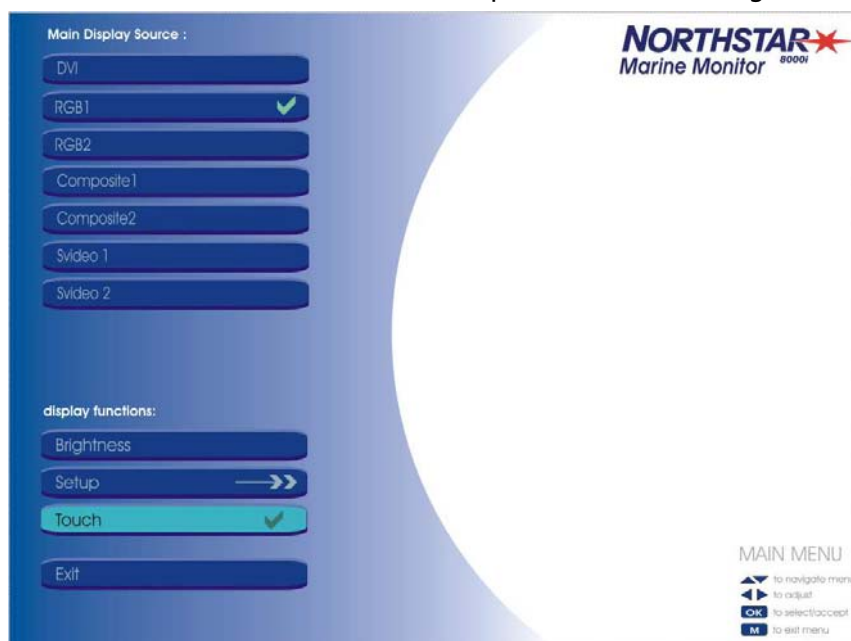 Main Display Source :
DVI
RGB1
RGB2
Composite1
Composite2
Svideo 1
Svideo 2
display functions:
Brightness
Setup
Touch
Exit
NORTHSTAR
Marine Monitor 8000i
MAIN MENU
to navigate menu
to adjust
OK to select/accept
M to exit menu